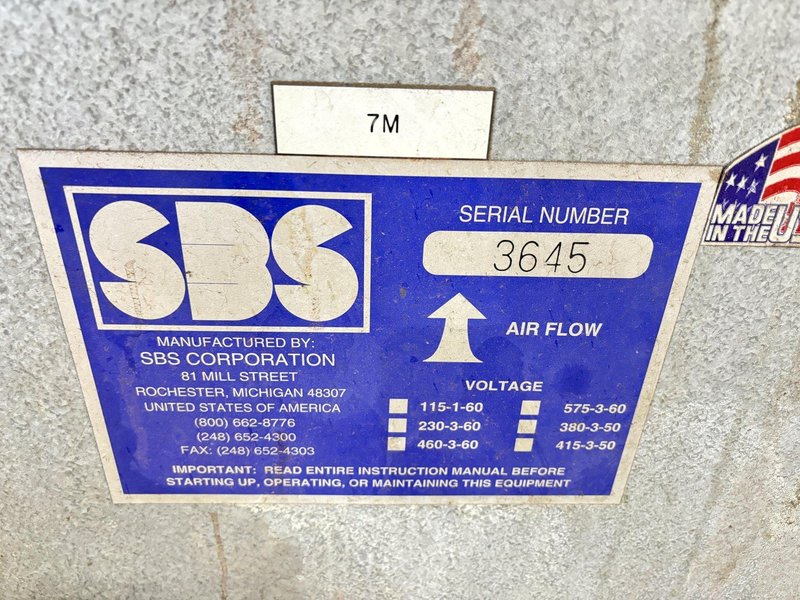 7M
SBS
SERIAL NUMBER
3645
AIR FLOW
MANUFACTURED BY:
SBS CORPORATION
81 MILL STREET
ROCHESTER, MICHIGAN 48307
UNITED STATES OF AMERICA
(800) 662-8776
(248) 652-4300
FAX: (248) 652-4303
VOLTAGE
115-1-60
575-3-60
230-3-60
380-3-50
460-3-60
415-3-50
IMPORTANT: READ ENTIRE INSTRUCTION MANUAL BEFORE
STARTING UP, OPERATING, OR MAINTAINING THIS EQUIPMENT
MADE
IN THE